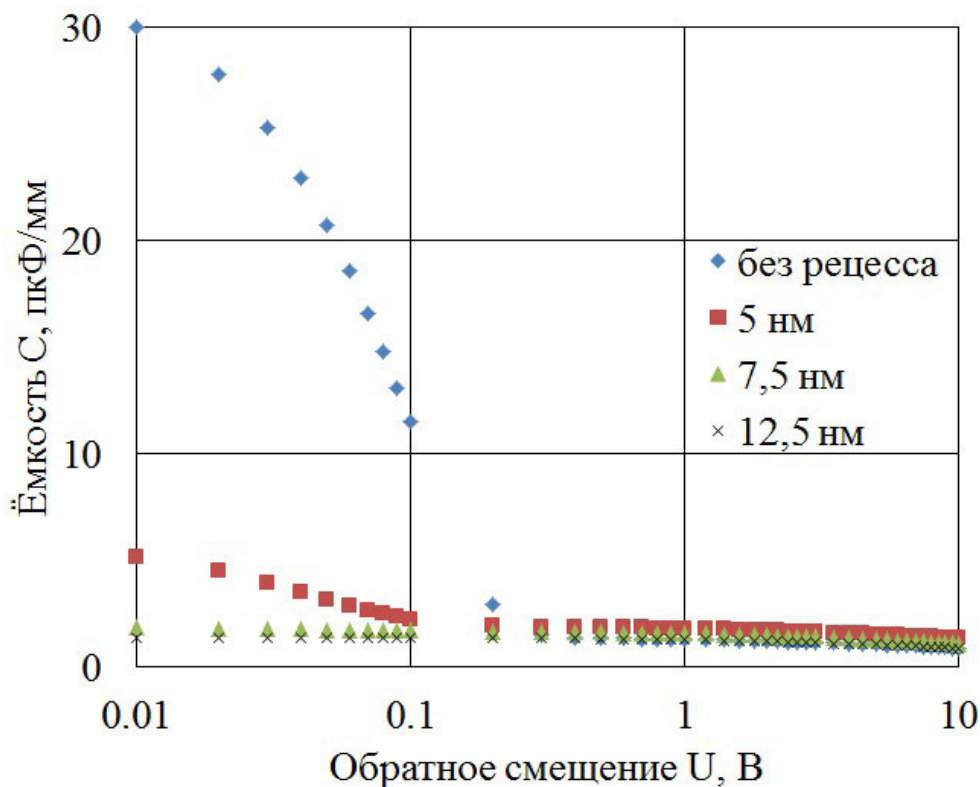 30
20
10
0
Ёмкость С, пкФ/мм
без рецесса
5 нм
7,5 нм
12,5 нм
0.01 0.1 1 10
Обратное смещение U, В